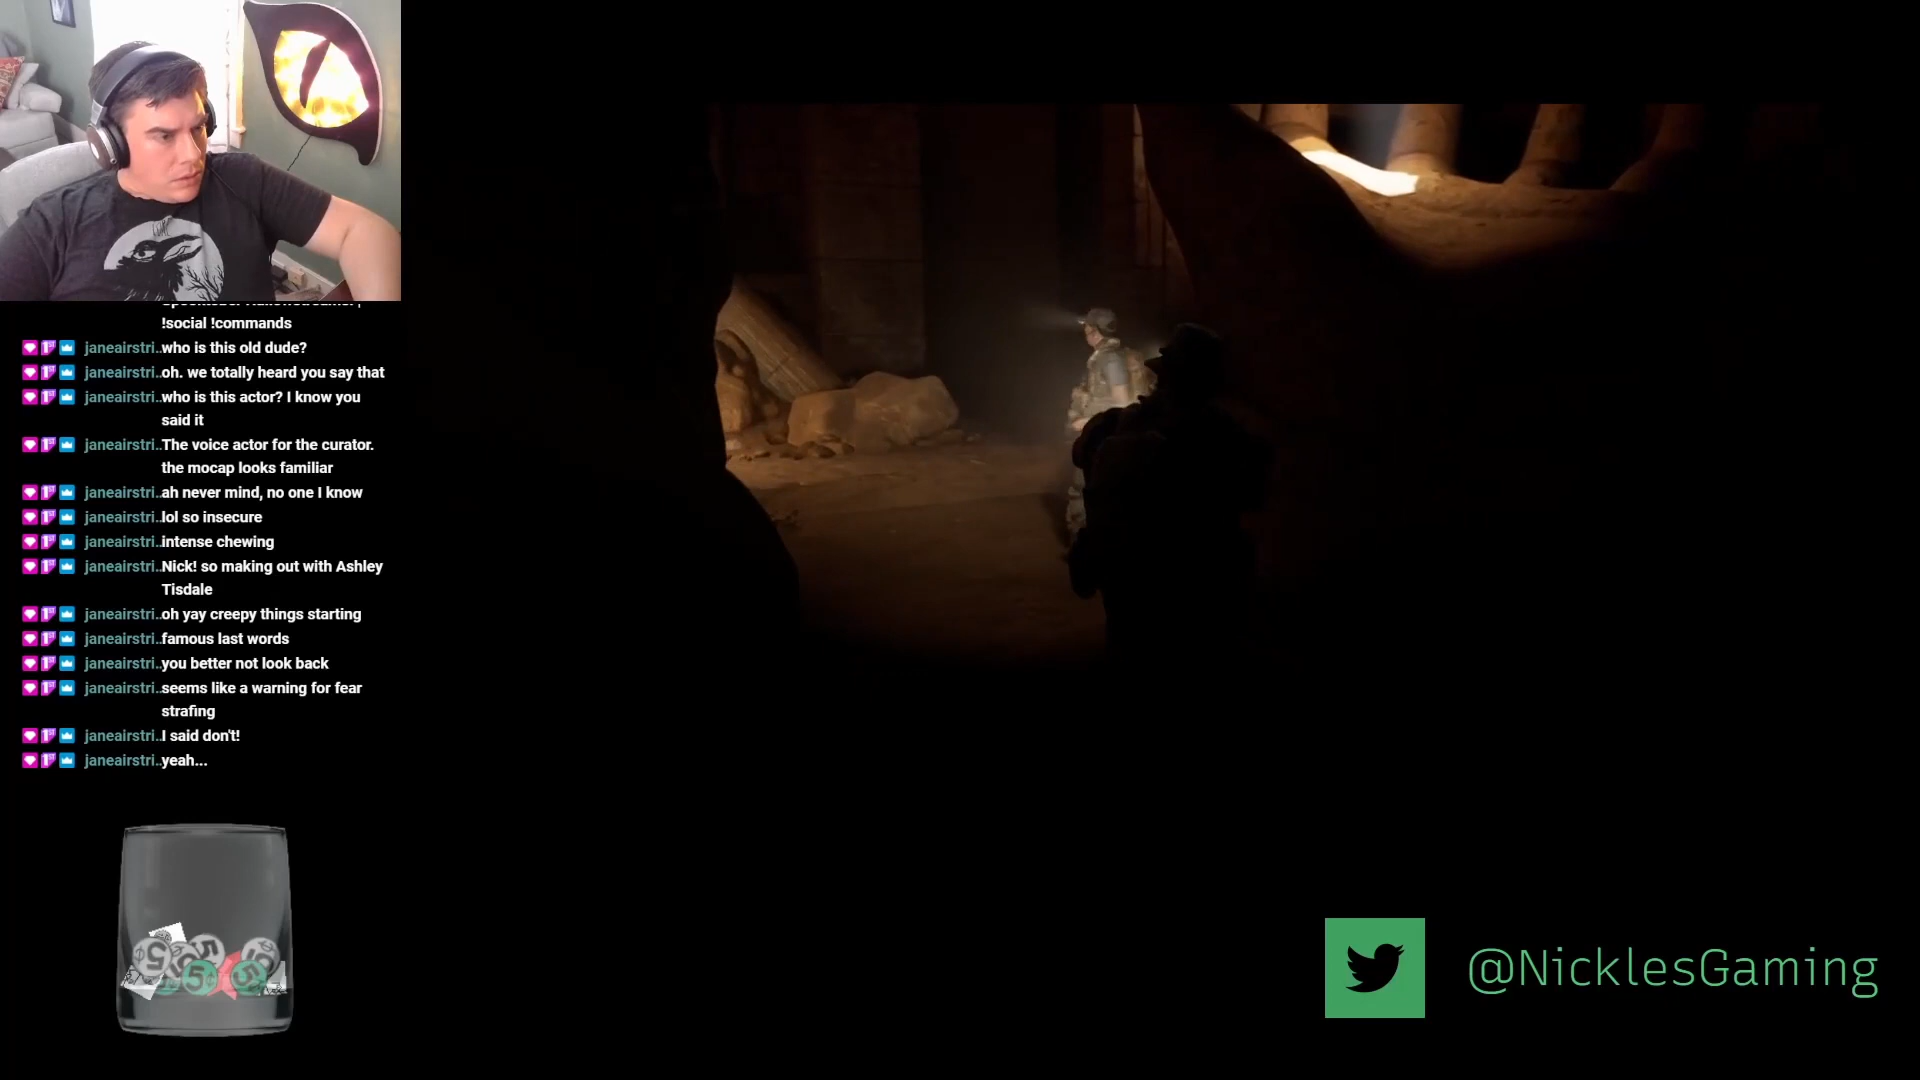 !social !commands
janeairstri..who is this old dude?
janeairstri..oh. we totally heard you say that
janeairstri..who is this actor? I know you
said it
janeairstri..The voice actor for the curator.
the mocap looks familiar
janeairstri..ah never mind, no one I know
janeairstri..lol so insecure
janeairstri..intense chewing
janeairstri..Nick! so making out with Ashley
Tisdale
janeairstri..oh yay creepy things starting
janeairstri..famous last words
janeairstri..you better not look back
janeairstri..seems like a warning for fear
strafing
janeairstri..I said don't!
janeairstri..yeah...
@NicklesGaming